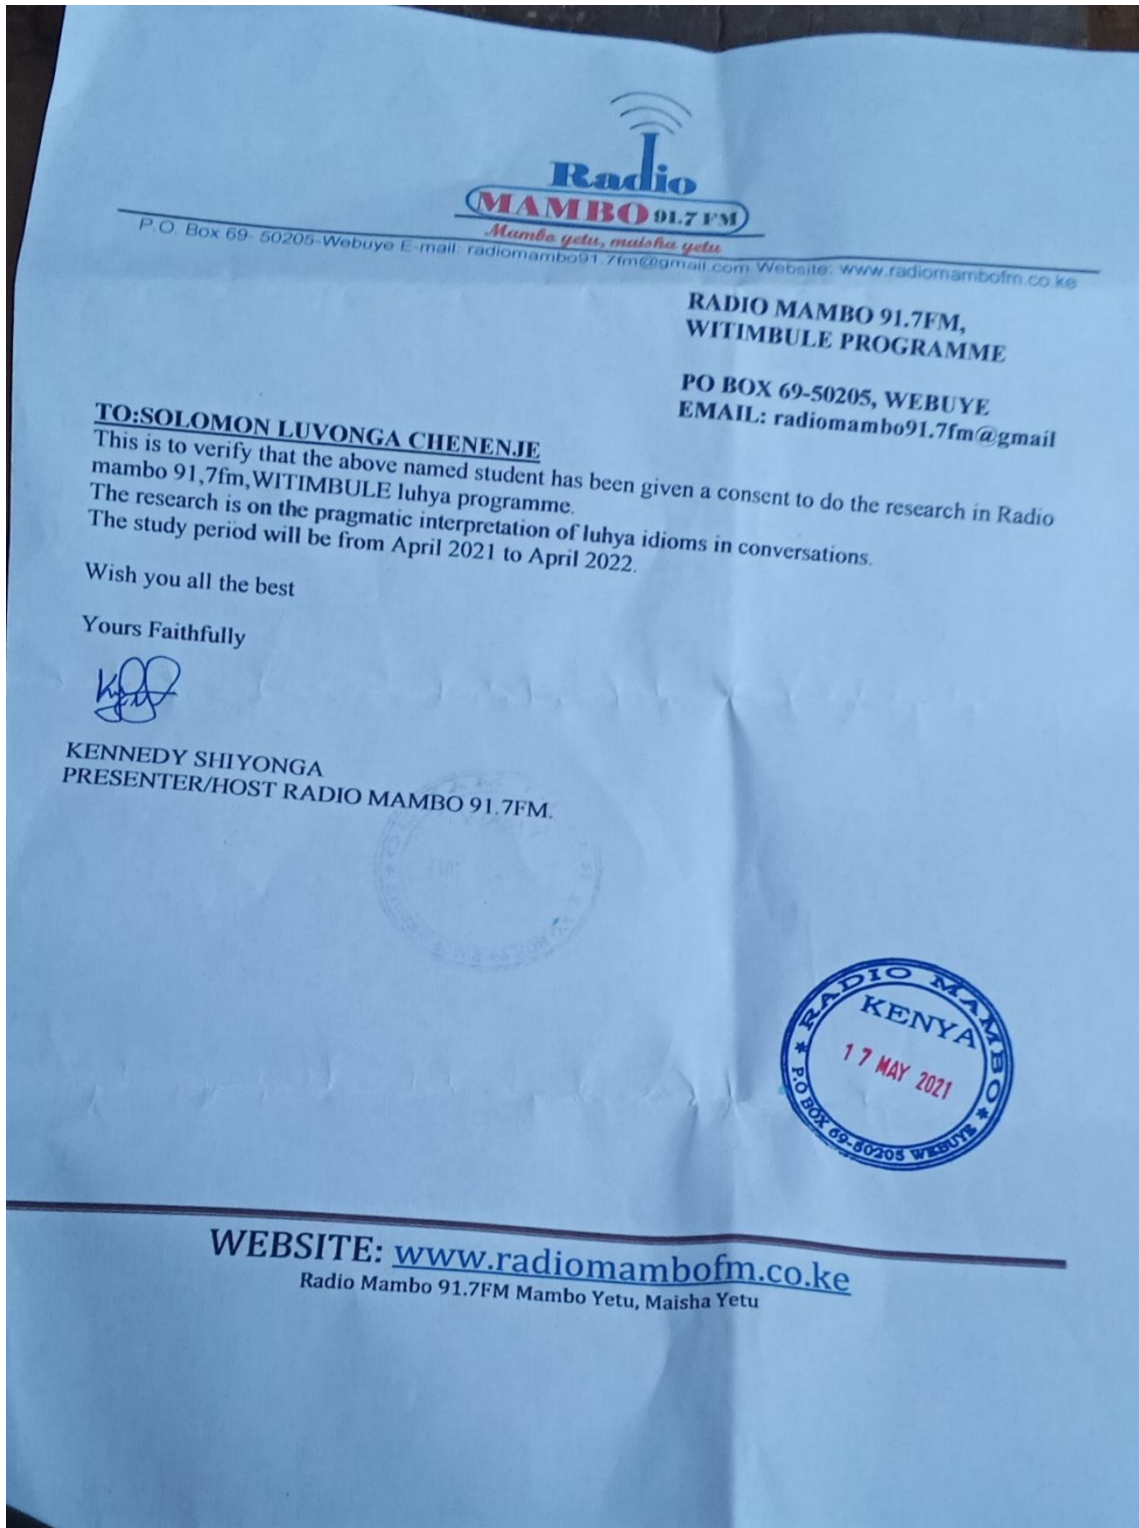 Radio
MAMBO 91.7 FM
Mambo yetu, maisha yetu
P.O. Box 69- 50205-Webuye E-mail: radiomambo91.7fm@gmail.com Website: www.radiomambofm.co.ke
RADIO MAMBO 91.7FM,
WITIMBULE PROGRAMME
PO BOX 69-50205, WEBUYE
EMAIL: radiomambo91.7fm@gmail
TO:SOLOMON LUVONGA CHENENJE
This is to verify that the above named student has been given a consent to do the research in Radio
mambo 91,7fm,WITIMBULE luhya programme.
The research is on the pragmatic interpretation of luhya idioms in conversations.
The study period will be from April 2021 to April 2022.
Wish you all the best
Yours Faithfully
KENNEDY SHIYONGA
PRESENTER/HOST RADIO MAMBO 91.7FM.
RADIO MAMBO
KENYA
17 MAY 2021
P.O BOX 69-50205 WEBUYE
WEBSITE: www.radiomambofm.co.ke
Radio Mambo 91.7FM Mambo Yetu, Maisha Yetu